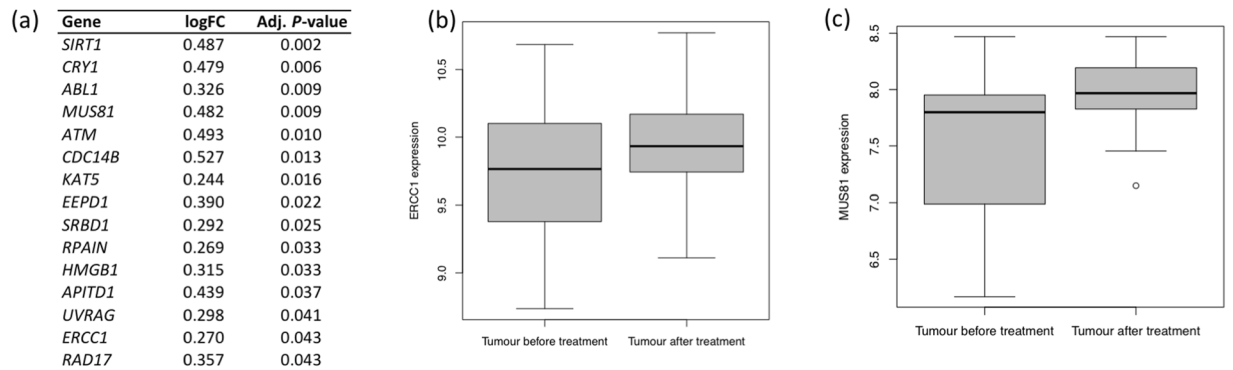 (a)
Gene logFC Adj. P-value
SIRT1 0.487 0.002
CRY1 0.479 0.006
ABL1 0.326 0.009
MUS81 0.482 0.009
ATM 0.493 0.010
CDC14B 0.527 0.013
KAT5 0.244 0.016
EEPD1 0.390 0.022
SRBD1 0.292 0.025
RPAIN 0.269 0.033
HMGB1 0.315 0.033
APITD1 0.439 0.037
UVRAG 0.298 0.041
ERCC1 0.270 0.043
RAD17 0.357 0.043
(b)
ERCC1 expression
10.5
10.0
9.5
9.0
Tumour before treatment Tumour after treatment
(c)
MUS81 expression
8.5
8.0
7.5
7.0
6.5
Tumour before treatment Tumour after treatment